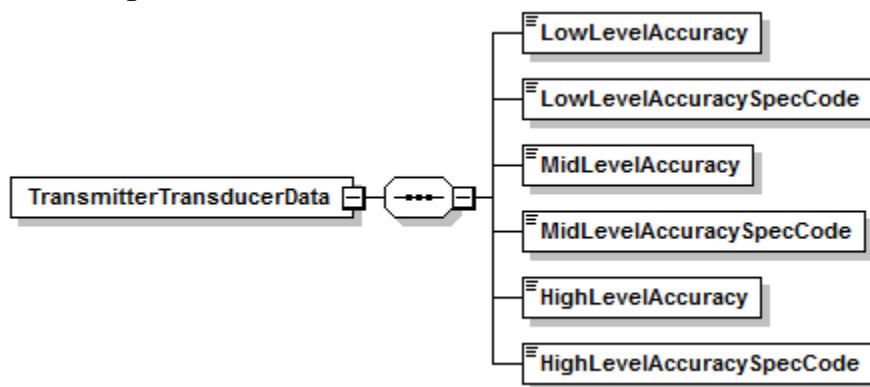 LowLevelAccuracy
LowLevelAccuracySpecCode
MidLevelAccuracy
TransmitterTransducerData
MidLevelAccuracySpecCode
HighLevelAccuracy
HighLevelAccuracySpecCode